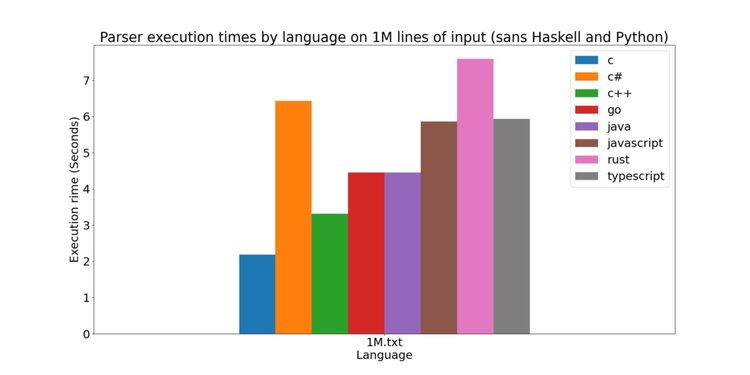 Parser execution times by language on 1M lines of input (sans Haskell and Python)
Execution rime (Seconds)
7
6
5
4
3
2
1
0
c
c#
c++
go
java
javascript
rust
typescript
1M.txt
Language